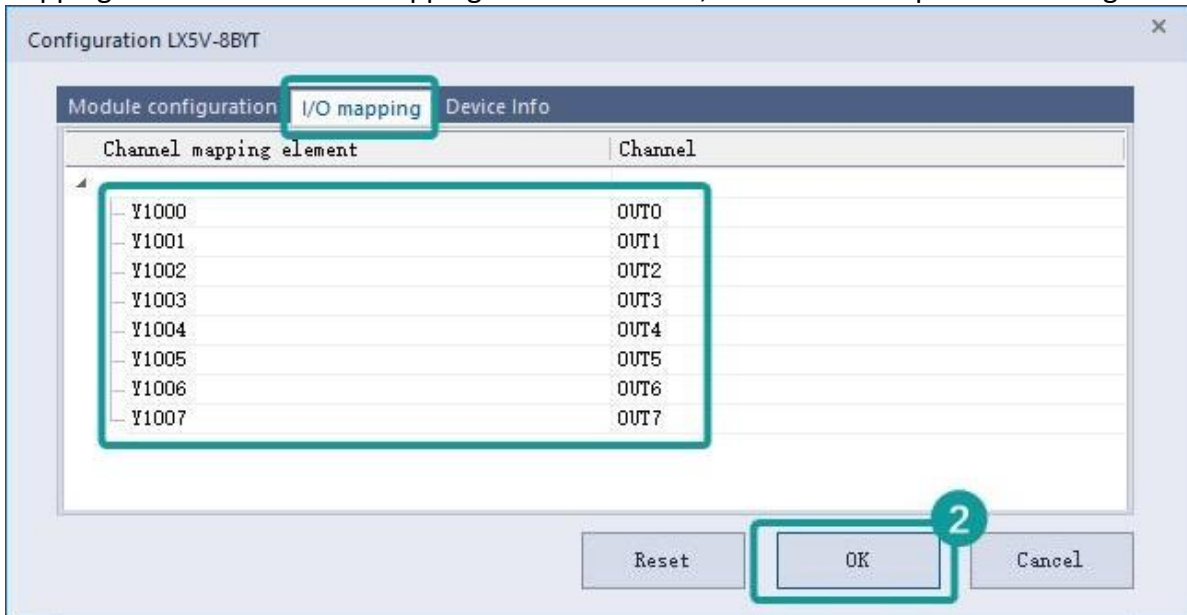 Configuration LX5V-8BYT
×
Module configuration I/O mapping Device Info
Channel mapping element Channel
Y1000 OUT0
Y1001 OUT1
Y1002 OUT2
Y1003 OUT3
Y1004 OUT4
Y1005 OUT5
Y1006 OUT6
Y1007 OUT7
2
Reset OK Cancel